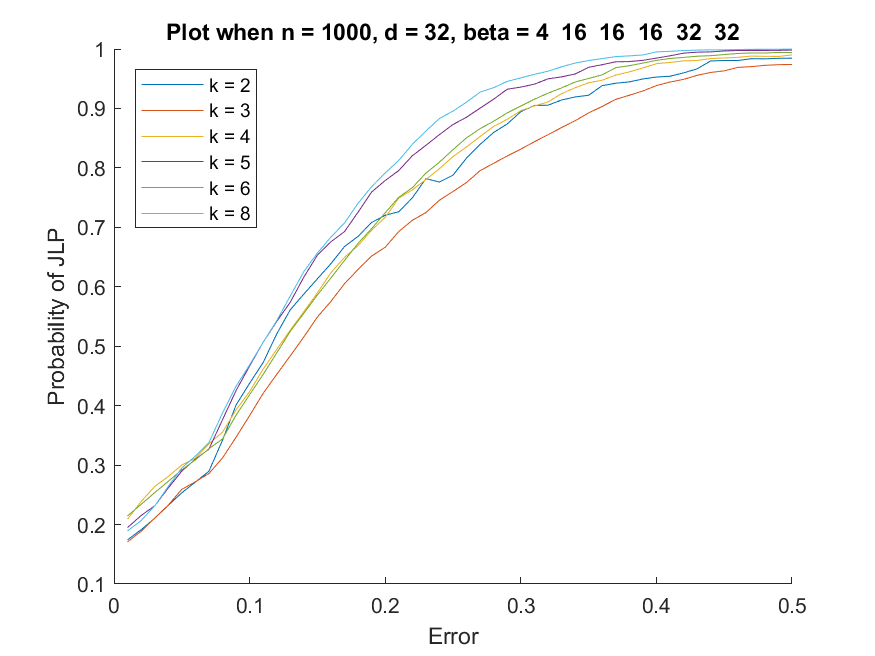 Plot when n = 1000, d = 32, beta = 4  16  16  16  32  32
1
0.9
0.8
0.7
0.6
0.5
0.4
0.3
0.2
0.1
Probability of JLP
k = 2
k = 3
k = 4
k = 5
k = 6
k = 8
0 0.1 0.2 0.3 0.4 0.5
Error